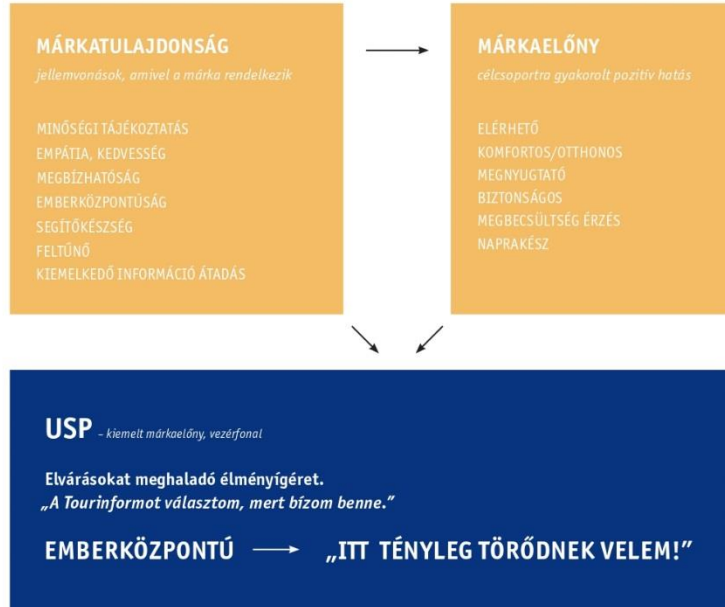 MÁRKATULAJDONSÁG
jellemvonások, amivel a márka rendelkezik
MINŐSÉGI TÁJÉKOZTATÁS
EMPÁTIA, KEDVESSÉG
MEGBÍZHATÓSÁG
EMBERKÖZPONTÚSÁG
SEGÍTŐKÉSZSÉG
FELTŰNŐ
KIEMELKEDŐ INFORMÁCIÓ ÁTADÁS
MÁRKAELŐNY
célcsoportra gyakorolt pozitív hatás
ELÉRHETŐ
KOMFORTOS/OTTHONOS
MEGNYUGTATÓ
BIZTONSÁGOS
MEGBECSÜLTSÉG ÉRZÉS
NAPRAKÉSZ
USP – kiemelt márkaelőny, vezérfonal
Elvárásokat meghaladó élményígéret.
„A Tourinformot választom, mert bízom benne.”
EMBERKÖZPONTÚ → „ITT TÉNYLEG TÖRŐDNEK VELEM!”